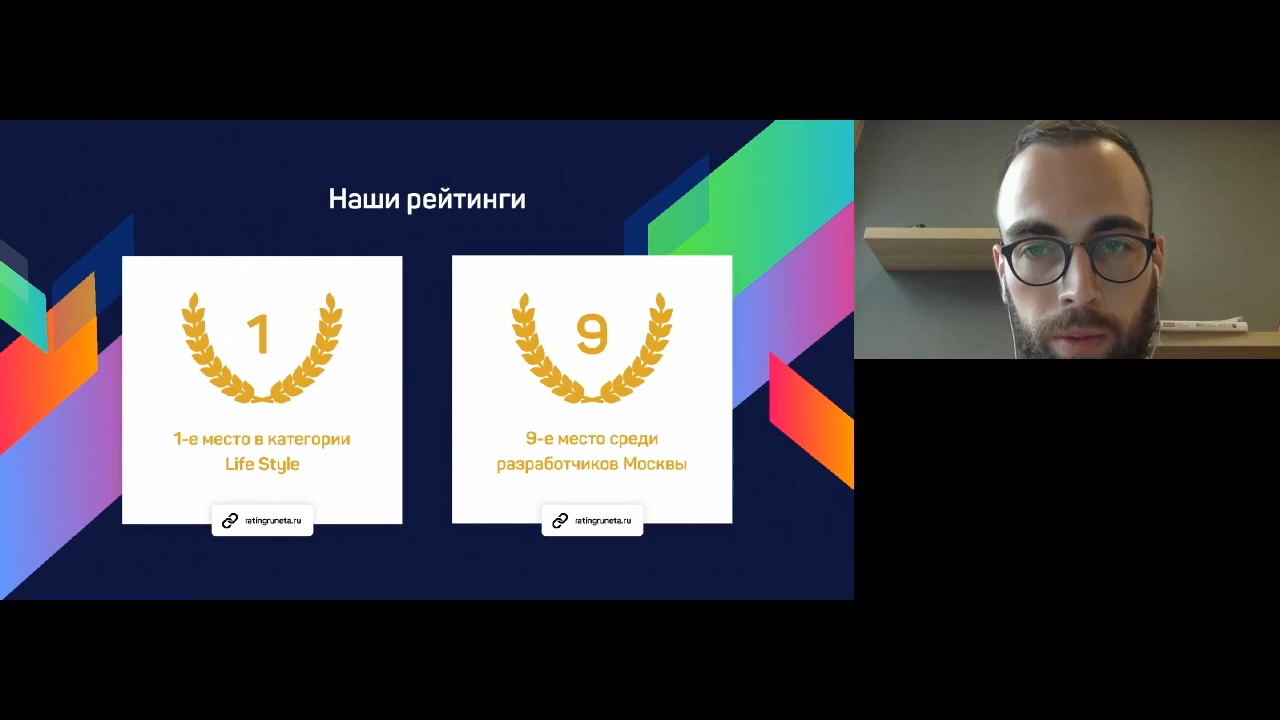 Наши рейтинги
1
1-е место в категории
Life Style
ratingruneta.ru
9
9-е место среди
разработчиков Москвы
ratingruneta.ru